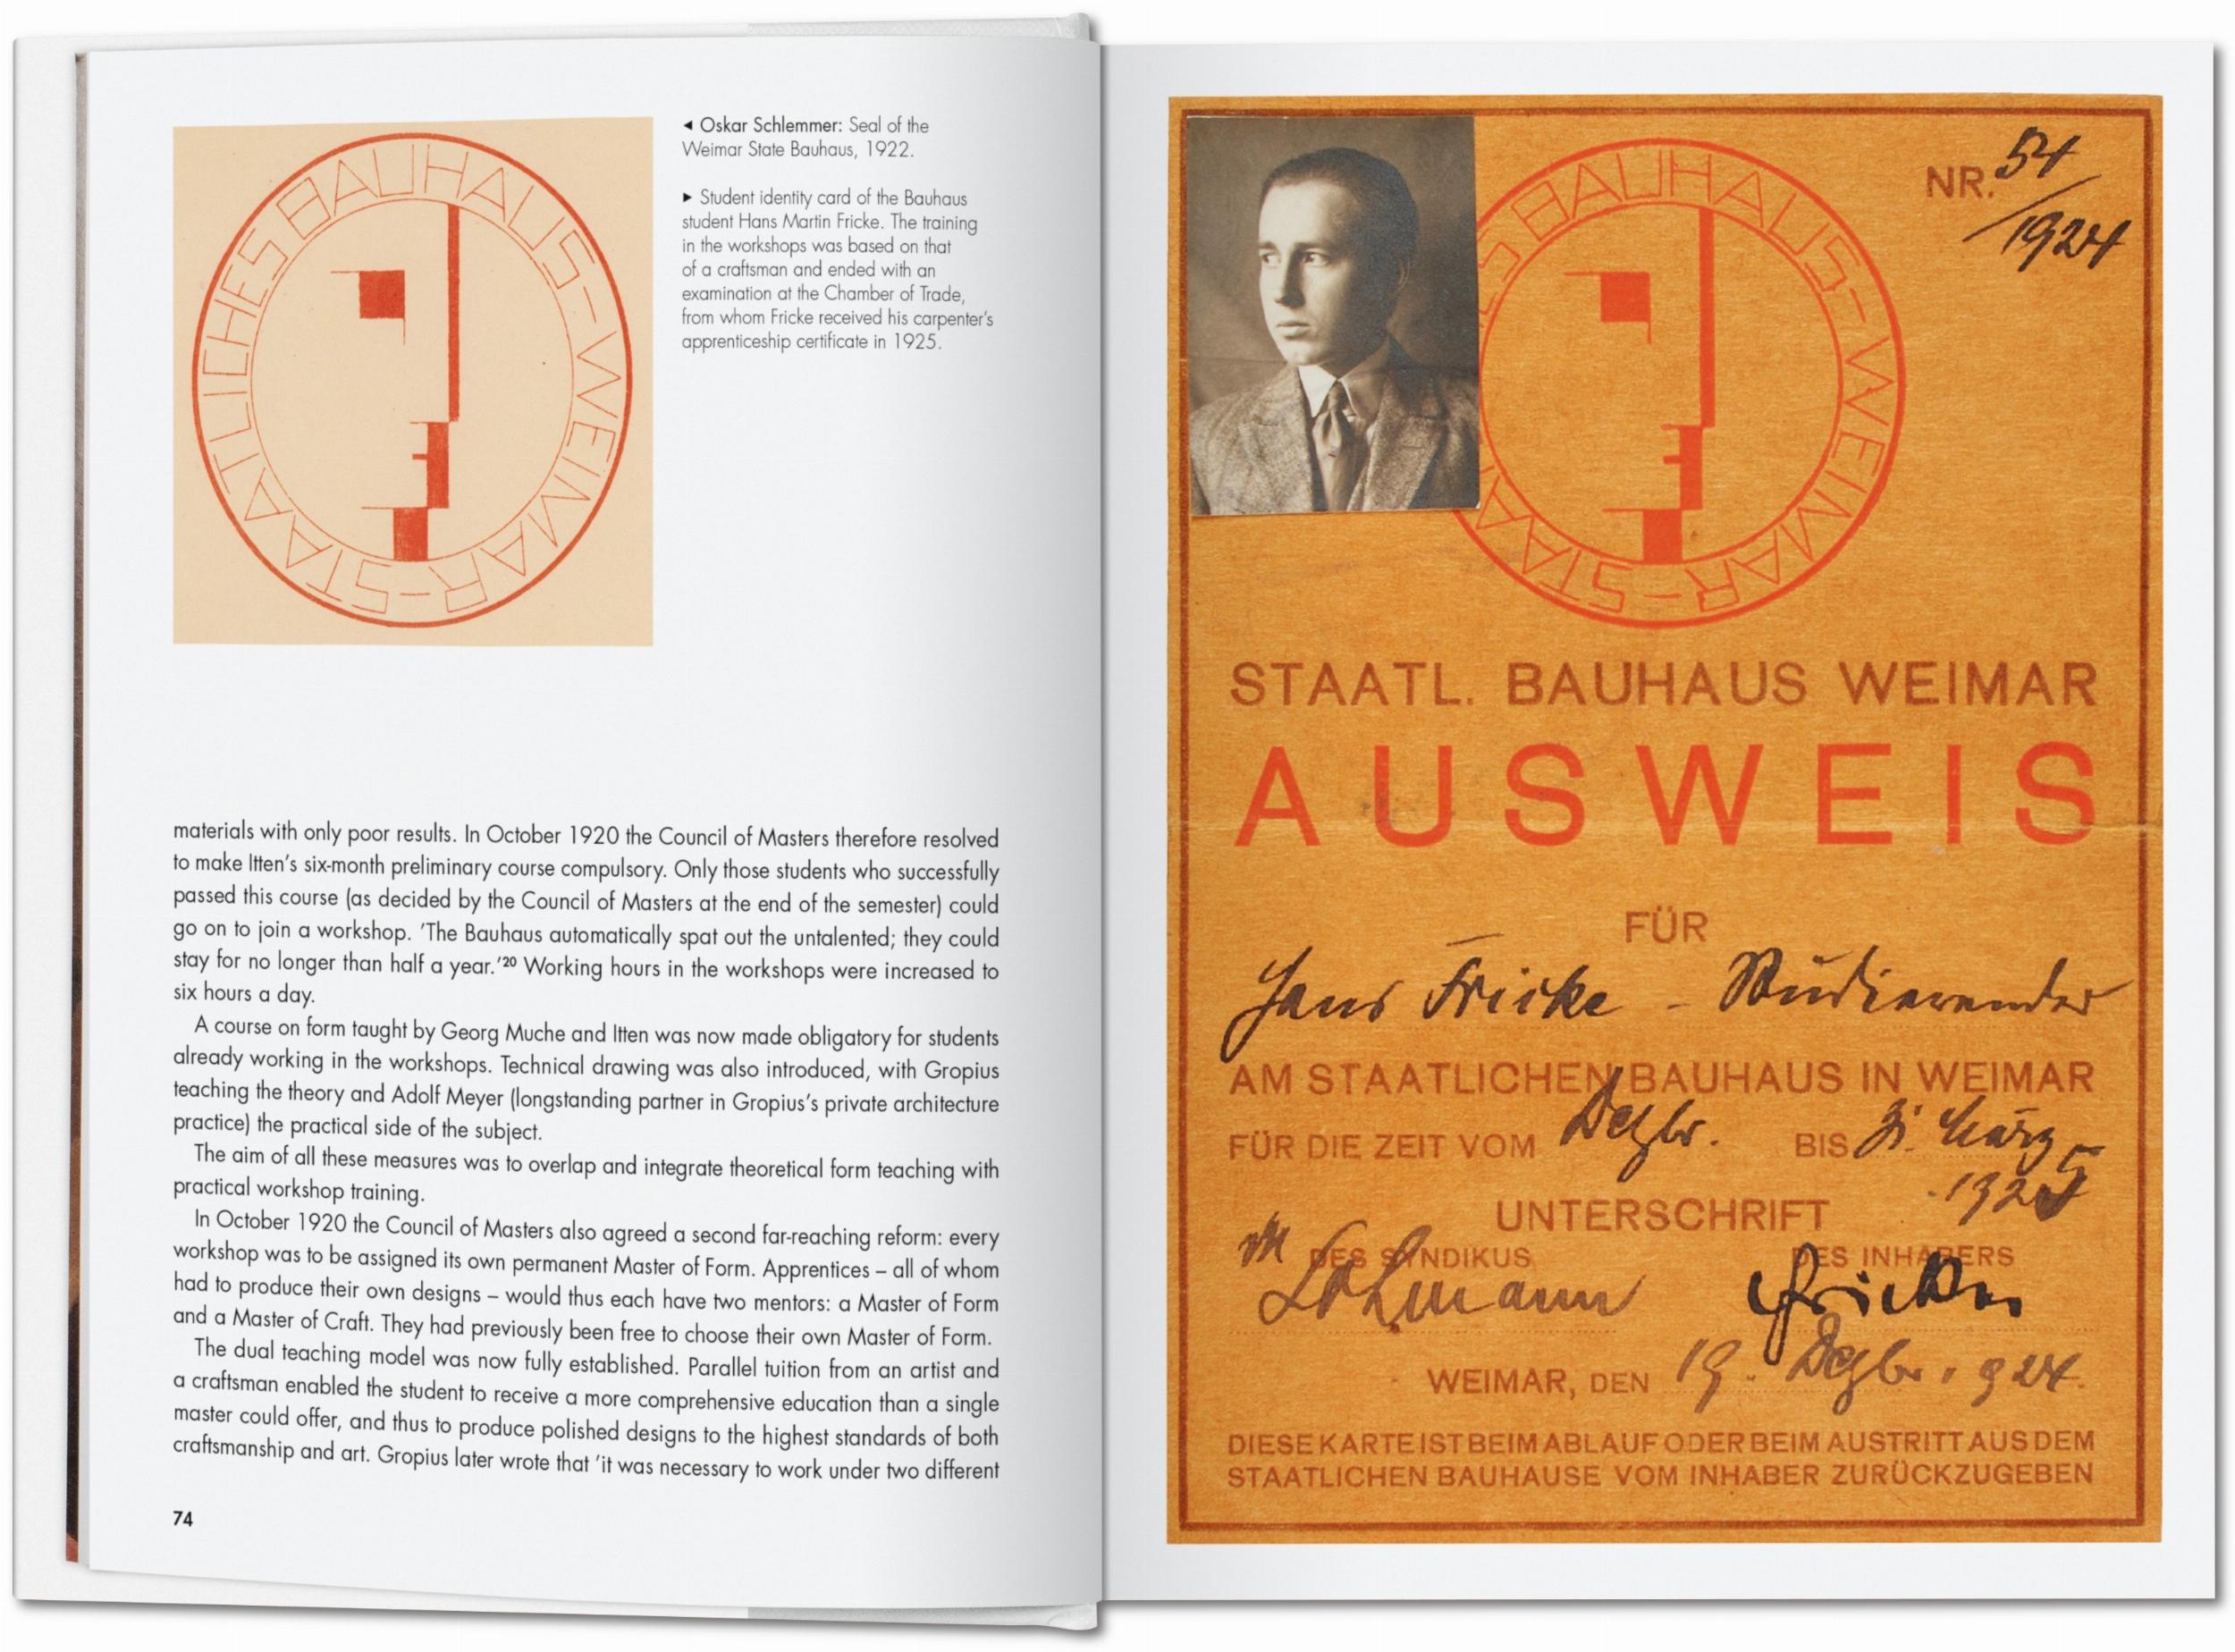 STAATLICHES BAUHAUS–WEIMAR–
◄ Oskar Schlemmer: Seal of the
Weimar State Bauhaus, 1922.
► Student identity card of the Bauhaus
student Hans Martin Fricke. The training
in the workshops was based on that
of a craftsman and ended with an
examination at the Chamber of Trade,
from whom Fricke received his carpenter's
apprenticeship certificate in 1925.
materials with only poor results. In October 1920 the Council of Masters therefore resolved
to make Itten's six-month preliminary course compulsory. Only those students who successfully
passed this course (as decided by the Council of Masters at the end of the semester) could
go on to join a workshop. 'The Bauhaus automatically spat out the untalented; they could
stay for no longer than half a year.'²⁰ Working hours in the workshops were increased to
six hours a day.
A course on form taught by Georg Muche and Itten was now made obligatory for students
already working in the workshops. Technical drawing was also introduced, with Gropius
teaching the theory and Adolf Meyer (longstanding partner in Gropius's private architecture
practice) the practical side of the subject.
The aim of all these measures was to overlap and integrate theoretical form teaching with
practical workshop training.
In October 1920 the Council of Masters also agreed a second far-reaching reform: every
workshop was to be assigned its own permanent Master of Form. Apprentices – all of whom
had to produce their own designs – would thus each have two mentors: a Master of Form
and a Master of Craft. They had previously been free to choose their own Master of Form.
The dual teaching model was now fully established. Parallel tuition from an artist and
a craftsman enabled the student to receive a more comprehensive education than a single
master could offer, and thus to produce polished designs to the highest standards of both
craftsmanship and art. Gropius later wrote that 'it was necessary to work under two different
74
NR. 54/1924
STAATLICHES BAUHAUS–WEIMAR–
STAATL. BAUHAUS WEIMAR
AUSWEIS
FÜR
Hans Fricke – Studierender
AM STAATLICHEN BAUHAUS IN WEIMAR
FÜR DIE ZEIT VOM Dezbr. BIS 31. März
1925
UNTERSCHRIFT
DES SYNDIKUS DES INHABERS
Lohmann Fricke
WEIMAR, DEN 19. Dezbr. 924.
DIESE KARTE IST BEIM ABLAUF ODER BEIM AUSTRITT AUS DEM
STAATLICHEN BAUHAUSE VOM INHABER ZURÜCKZUGEBEN